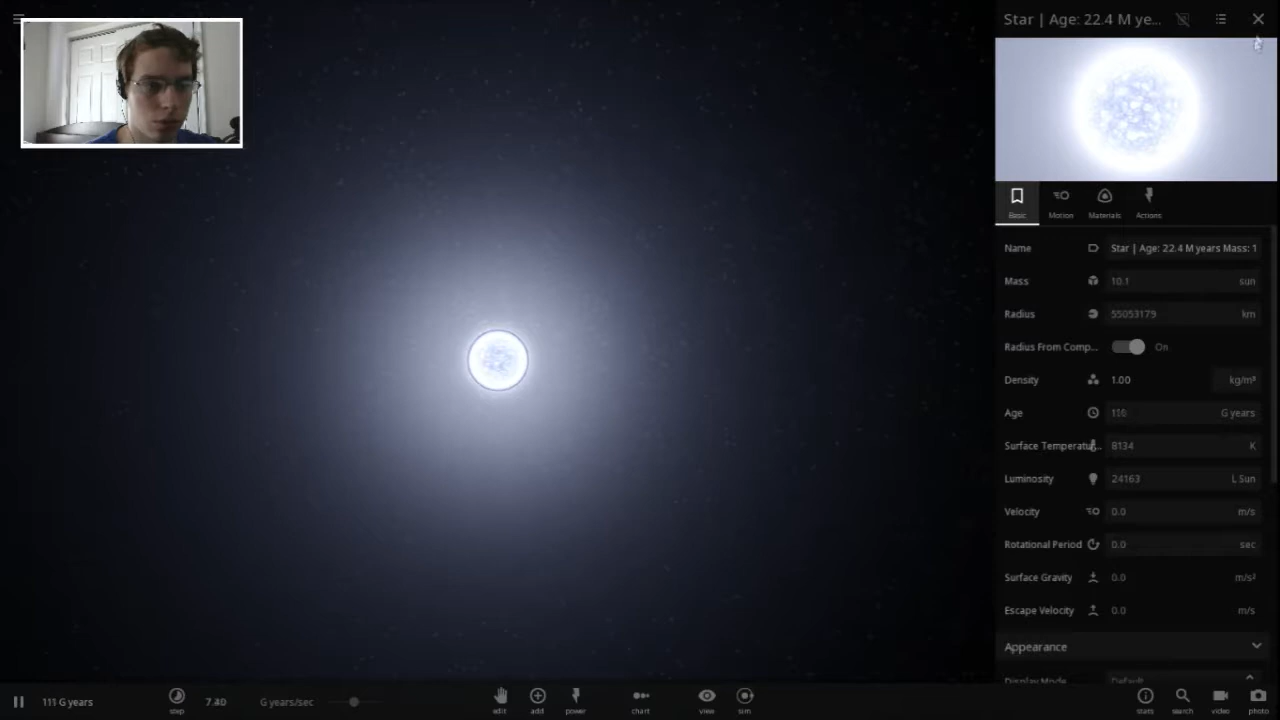 Star | Age: 22.4 M ye...
Basic Motion Materials Actions
Name Star | Age: 22.4 M years Mass: 1
Mass 10.1 sun
Radius 55053179 km
Radius From Comp... On
Density 1.00 kg/m³
Age G years
Surface Temperatu... 8134 K
Luminosity 24163 L Sun
Velocity 0.0 m/s
Rotational Period 0.0 sec
Surface Gravity 0.0 m/s²
Escape Velocity 0.0 m/s
Appearance
Display Mode Default
111 G years step 7.40 G years/sec edit add power chart view sim stats search video photo